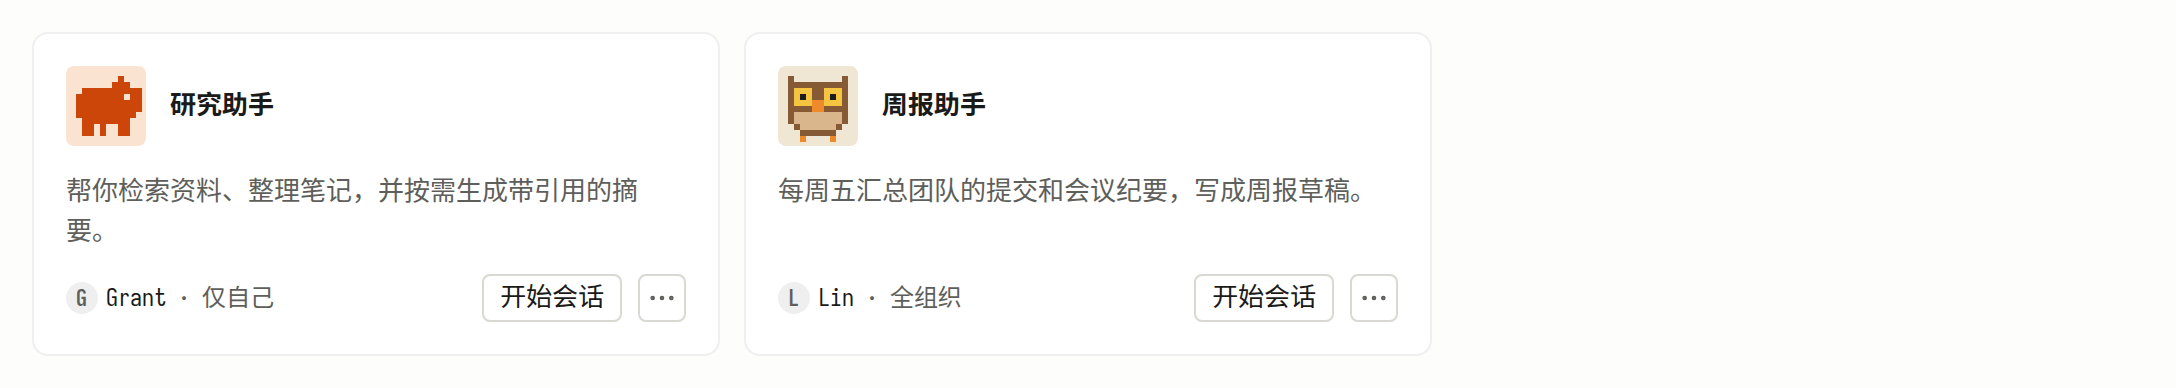 研究助手
帮你检索资料、整理笔记，并按需生成带引用的摘
要。
G Grant · 仅自己 开始会话 ···
周报助手
每周五汇总团队的提交和会议纪要，写成周报草稿。
L Lin · 全组织 开始会话 ···